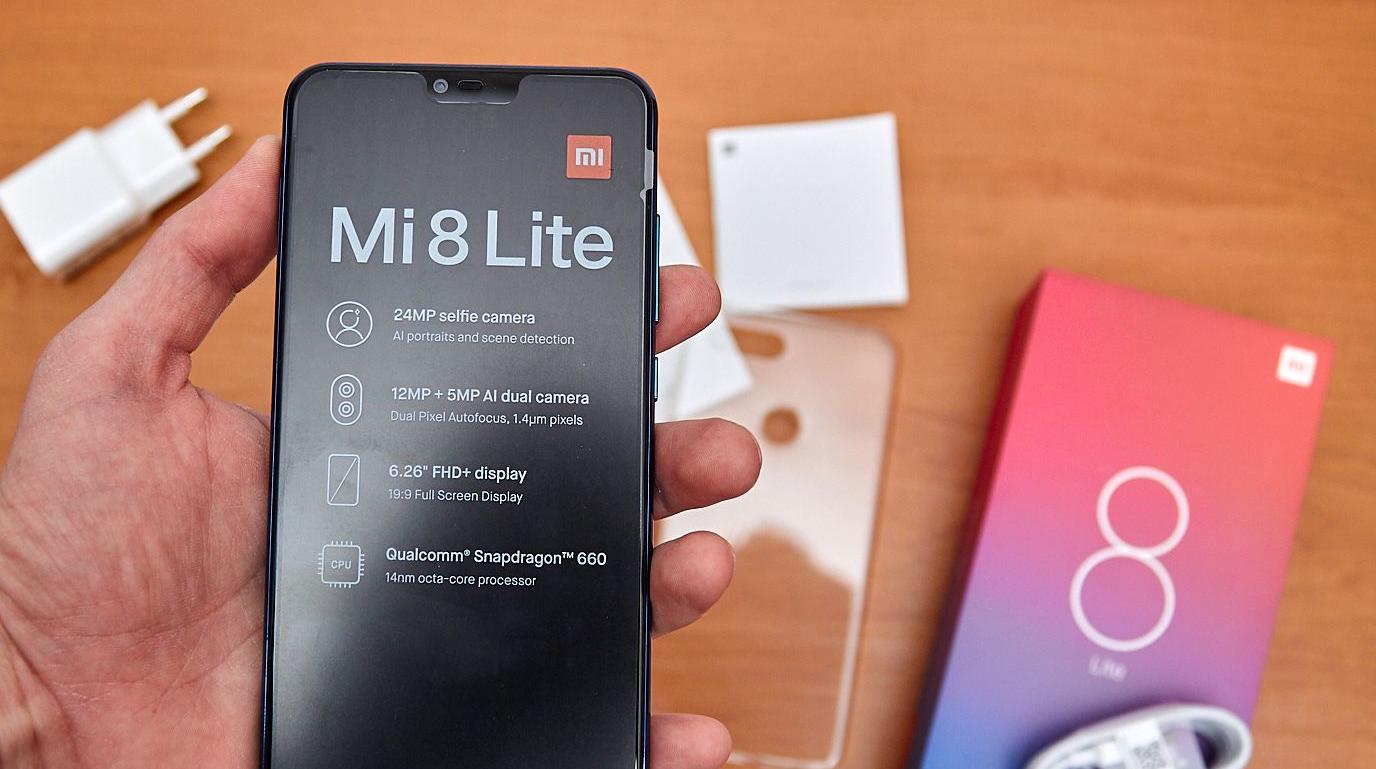 mi
Mi 8 Lite
24MP selfie camera
AI portraits and scene detection
12MP + 5MP AI dual camera
Dual Pixel Autofocus, 1.4µm pixels
6.26" FHD+ display
19:9 Full Screen Display
CPU
Qualcomm® Snapdragon™ 660
14nm octa-core processor
mi
8
Lite